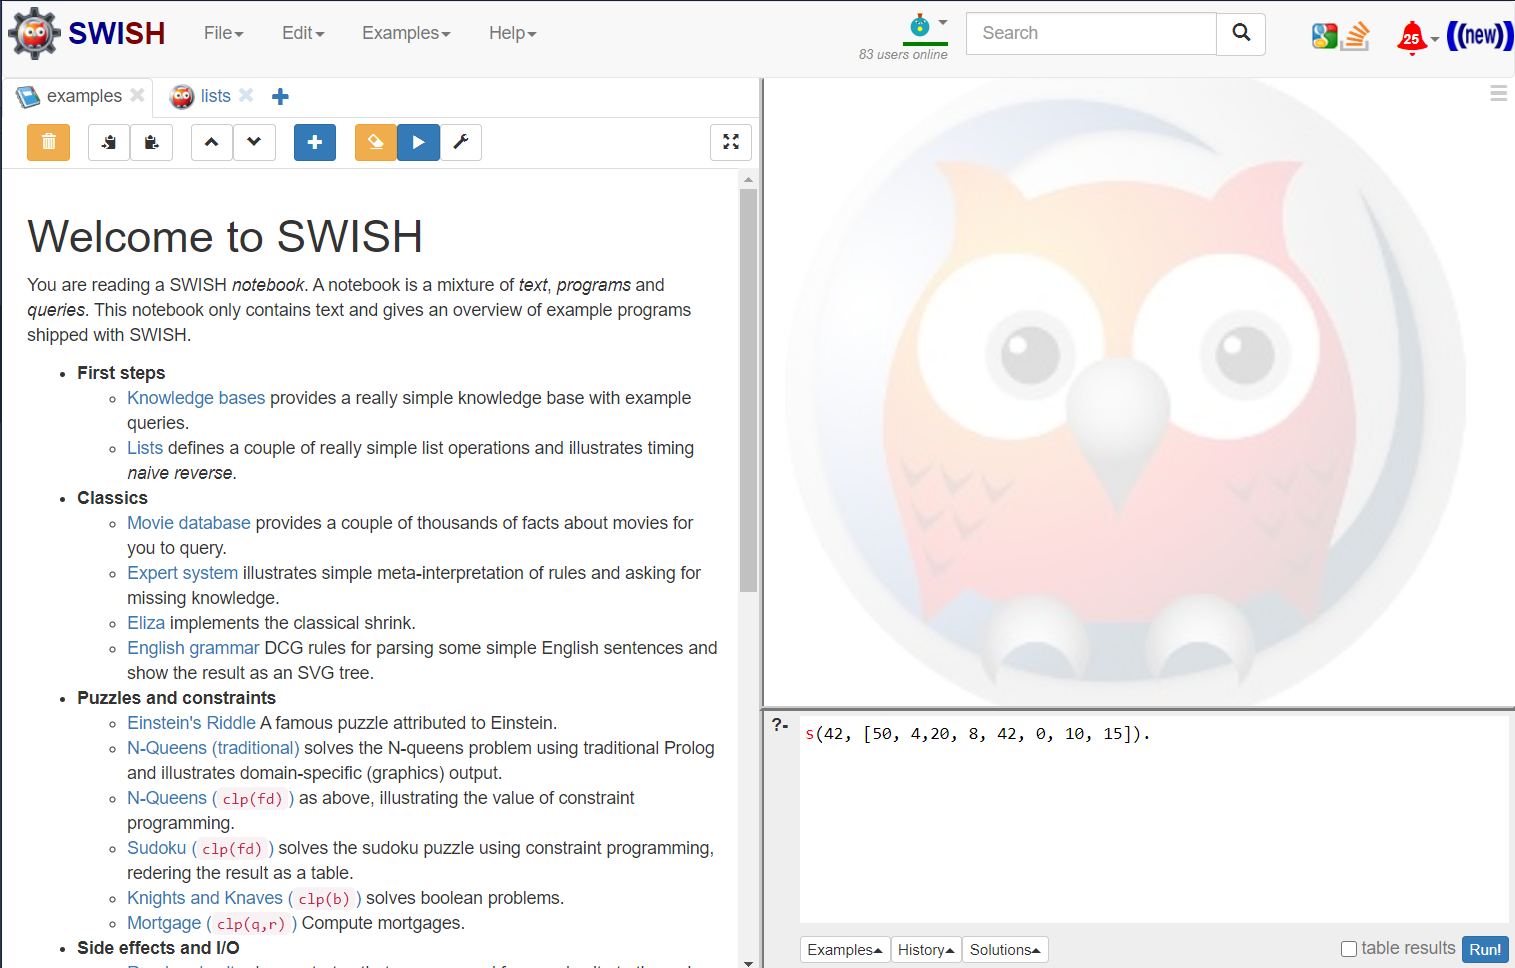 SWISH File Edit Examples Help
83 users online
Search
25
((new))
examples lists
Welcome to SWISH
You are reading a SWISH notebook. A notebook is a mixture of text, programs and
queries. This notebook only contains text and gives an overview of example programs
shipped with SWISH.
First steps
Knowledge bases provides a really simple knowledge base with example
queries.
Lists defines a couple of really simple list operations and illustrates timing
naive reverse.
Classics
Movie database provides a couple of thousands of facts about movies for
you to query.
Expert system illustrates simple meta-interpretation of rules and asking for
missing knowledge.
Eliza implements the classical shrink.
English grammar DCG rules for parsing some simple English sentences and
show the result as an SVG tree.
Puzzles and constraints
Einstein's Riddle A famous puzzle attributed to Einstein.
N-Queens (traditional) solves the N-queens problem using traditional Prolog
and illustrates domain-specific (graphics) output.
N-Queens ( clp(fd) ) as above, illustrating the value of constraint
programming.
Sudoku ( clp(fd) ) solves the sudoku puzzle using constraint programming,
redering the result as a table.
Knights and Knaves ( clp(b) ) solves boolean problems.
Mortgage ( clp(q,r) ) Compute mortgages.
Side effects and I/O
?- s(42, [50, 4,20, 8, 42, 0, 10, 15]).
Examples History Solutions table results Run!